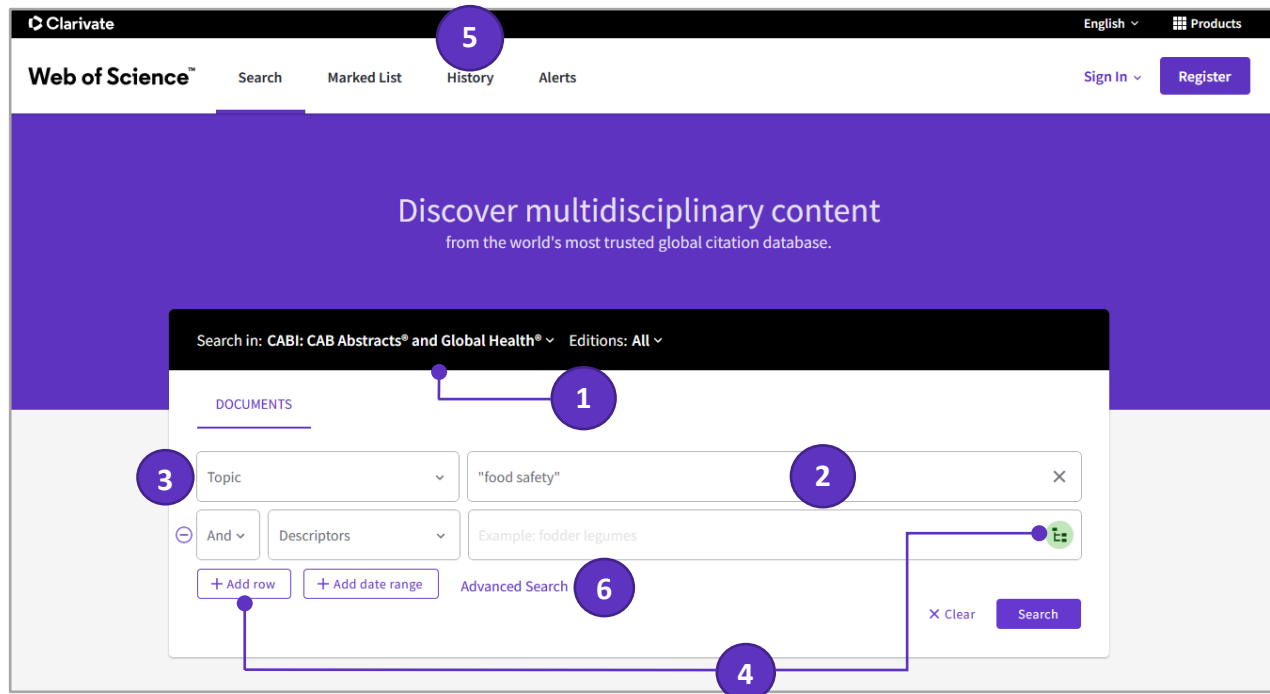 Clarivate English Products
5
Web of Science™ Search Marked List History Alerts Sign In Register
Discover multidisciplinary content
from the world's most trusted global citation database.
Search in: CABI: CAB Abstracts® and Global Health® Editions: All
1
DOCUMENTS
3 Topic "food safety" 2
And Descriptors Example: fodder legumes
+ Add row + Add date range Advanced Search 6
× Clear Search
4